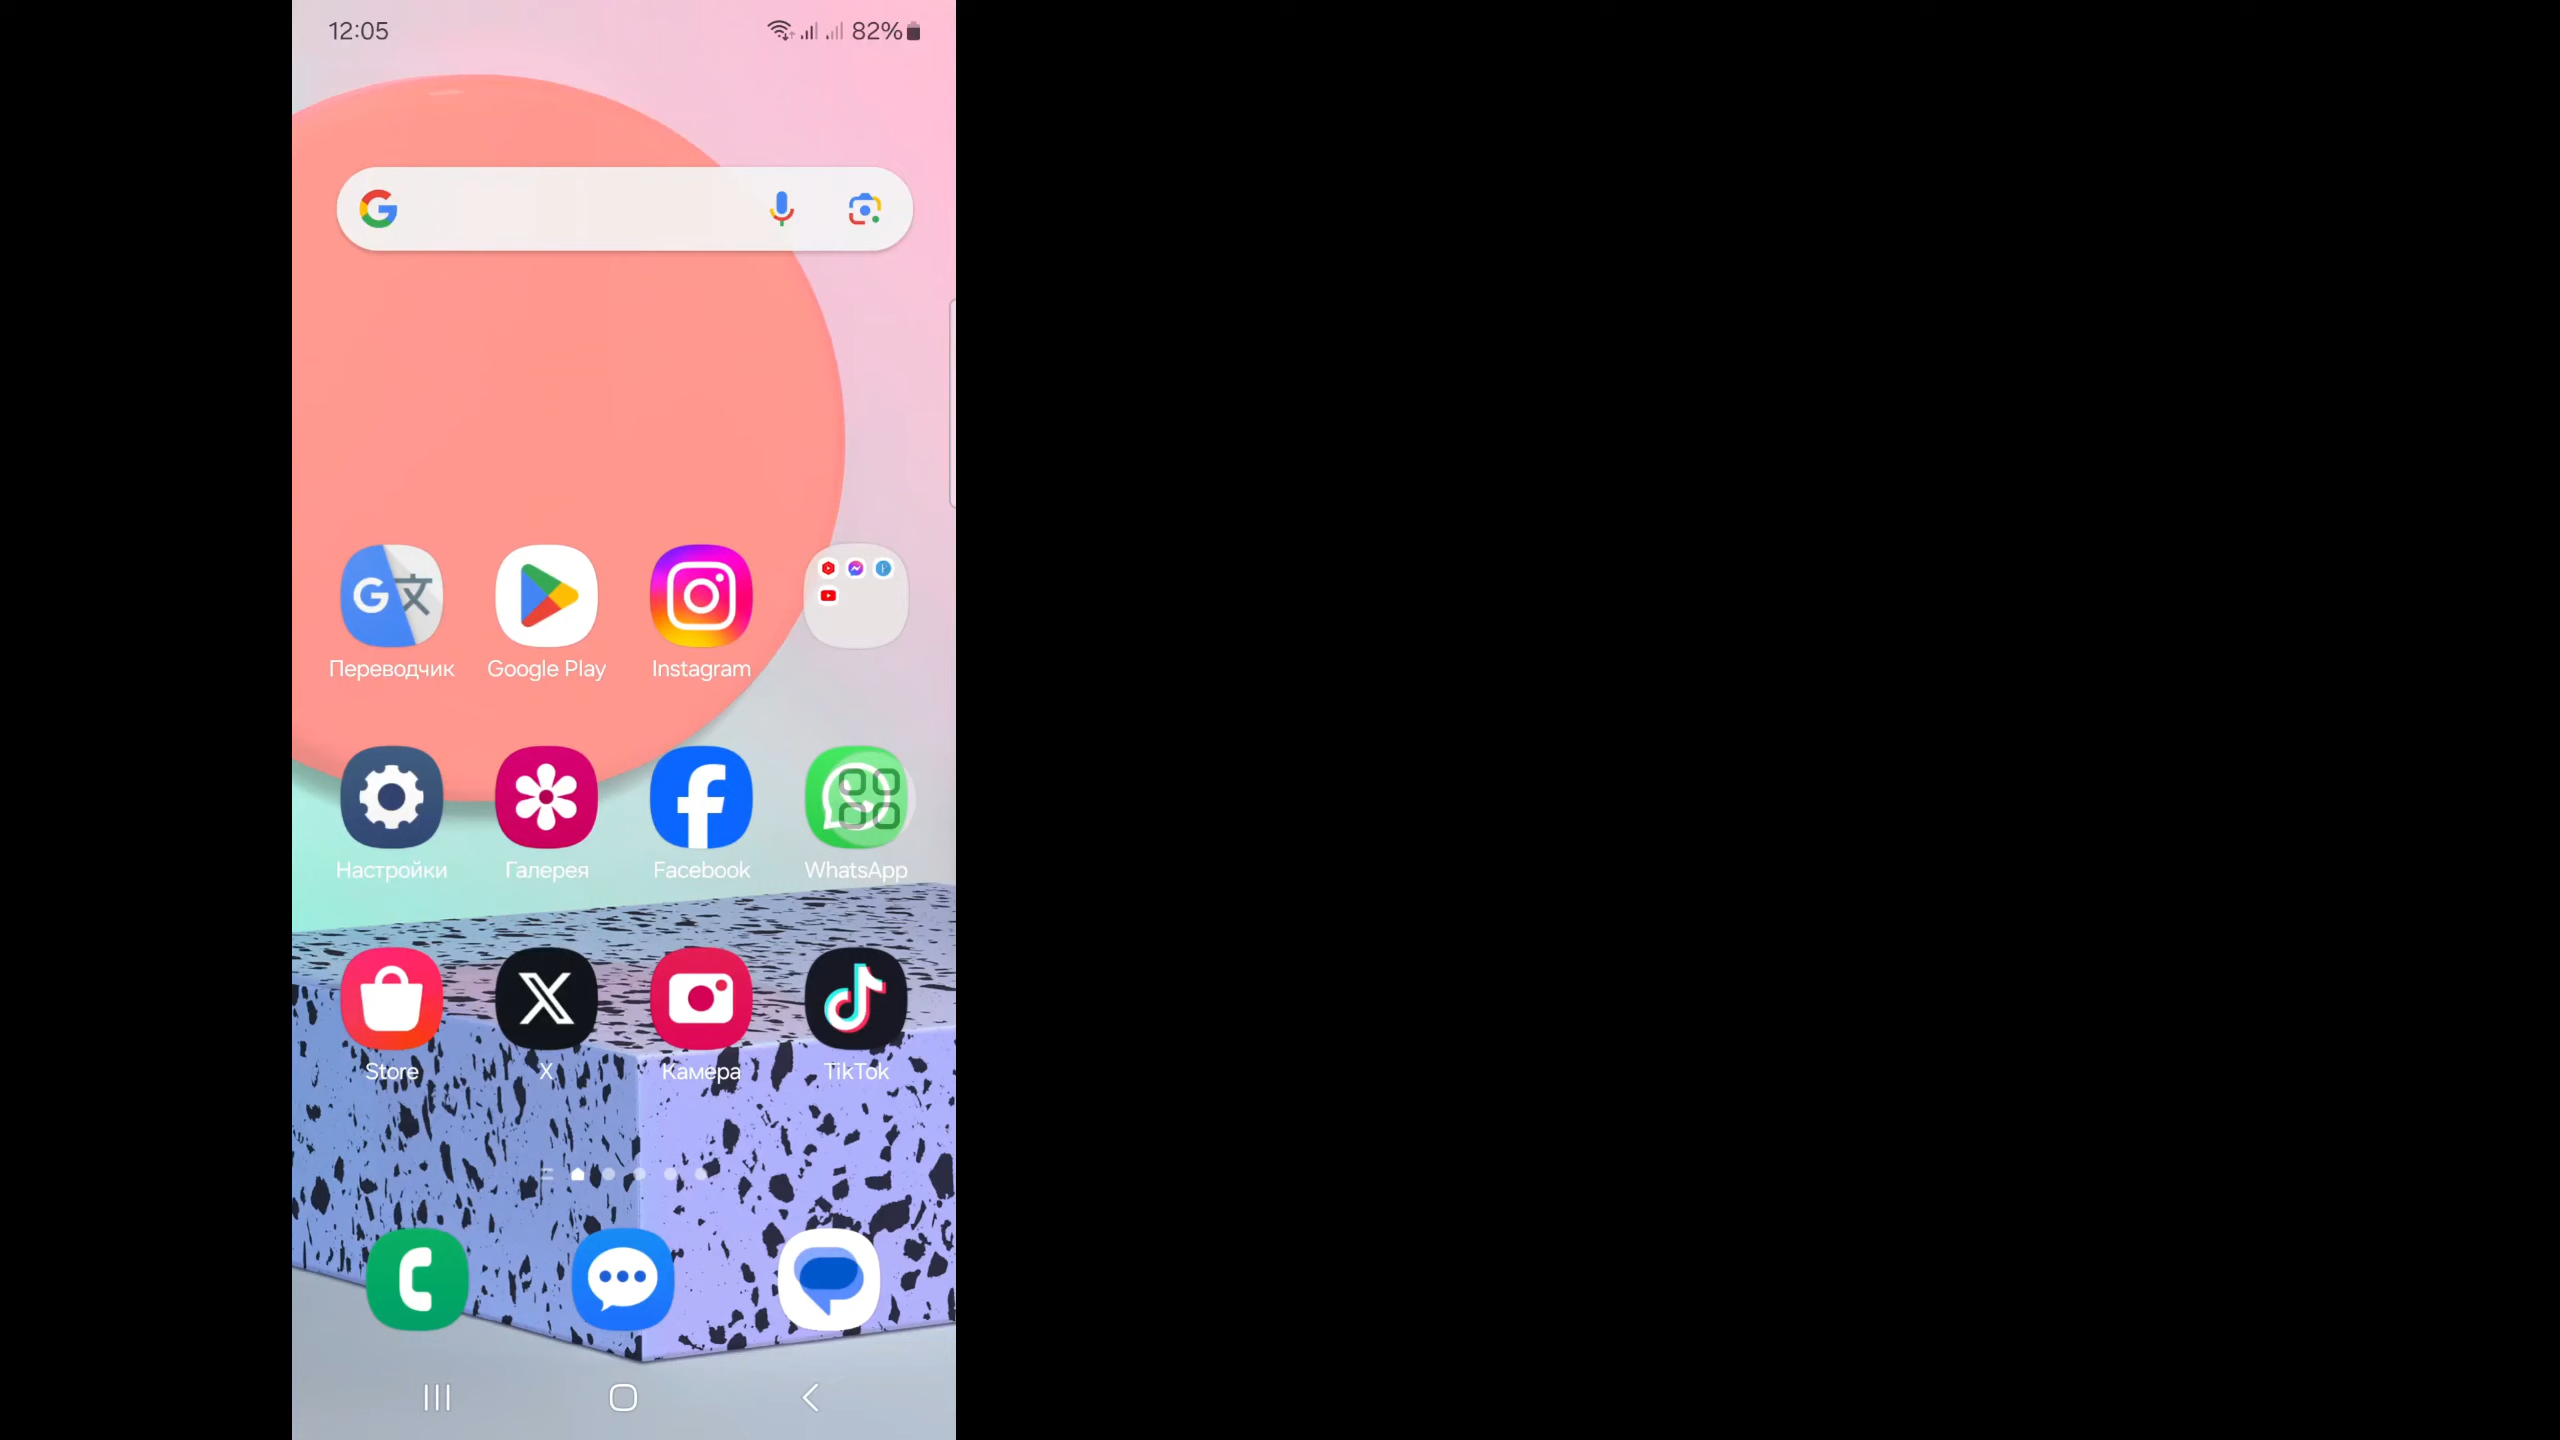 12:05 82%
Переводчик Google Play Instagram
Настройки Галерея Facebook WhatsApp
Store X Камера TikTok